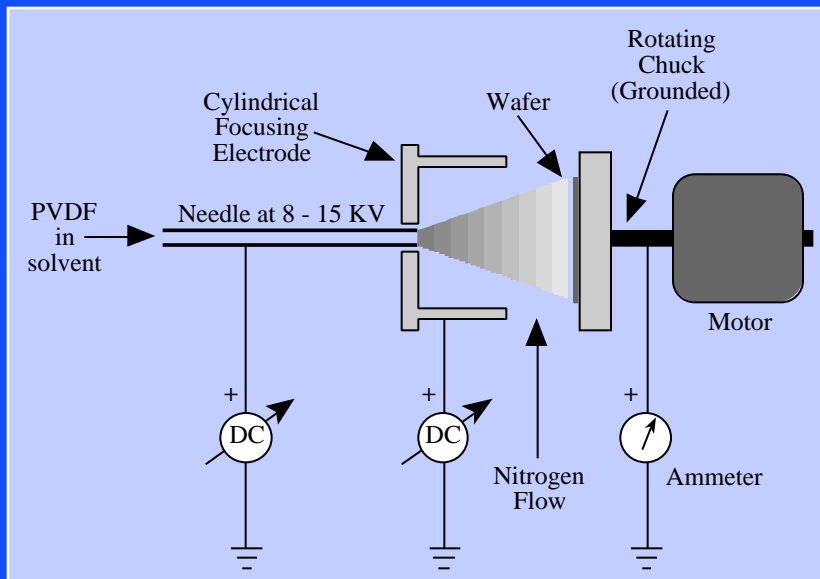 Rotating
Chuck
(Grounded)
Cylindrical
Focusing
Electrode
Wafer
PVDF
in
solvent
Needle at 8 - 15 KV
Motor
+
+
+
DC
DC
Nitrogen
Flow
Ammeter